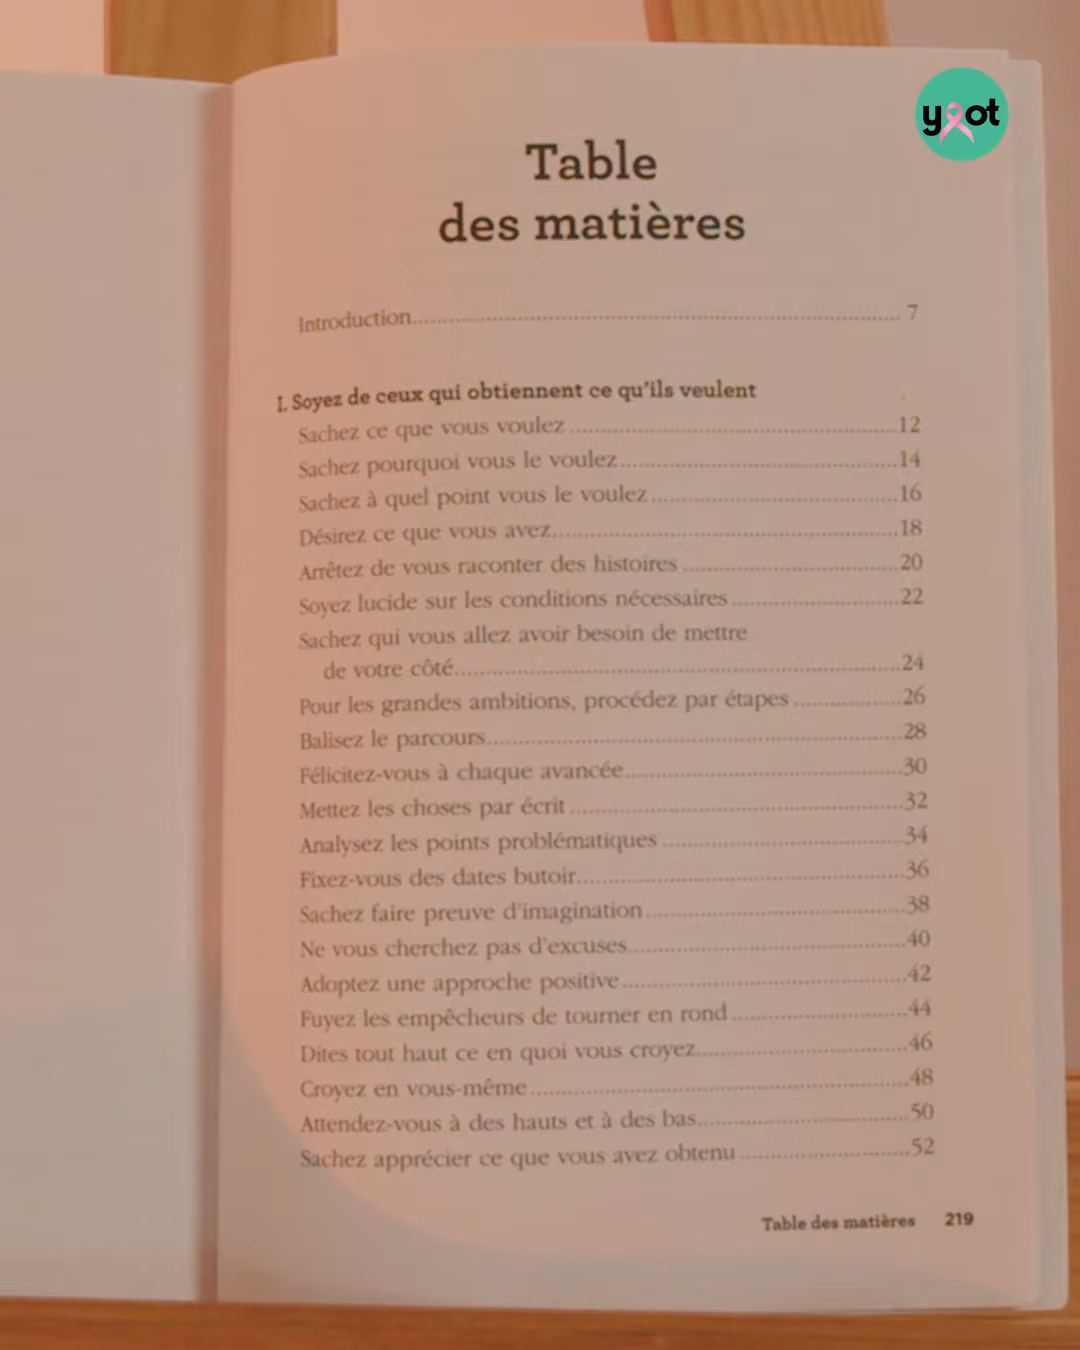 yoot
Table
des matières
Introduction........ 7
I. Soyez de ceux qui obtiennent ce qu'ils veulent
Sachez ce que vous voulez ........12
Sachez pourquoi vous le voulez........14
Sachez à quel point vous le voulez........16
Désirez ce que vous avez........18
Arrêtez de vous raconter des histoires ........20
Soyez lucide sur les conditions nécessaires ........22
Sachez qui vous allez avoir besoin de mettre
de votre côté........24
Pour les grandes ambitions, procédez par étapes ........26
Balisez le parcours........28
Félicitez-vous à chaque avancée........30
Mettez les choses par écrit ........32
Analysez les points problématiques ........34
Fixez-vous des dates butoir........36
Sachez faire preuve d'imagination........38
Ne vous cherchez pas d'excuses........40
Adoptez une approche positive........42
Fuyez les empêcheurs de tourner en rond ........44
Dites tout haut ce en quoi vous croyez........46
Croyez en vous-même........48
Attendez-vous à des hauts et à des bas........50
Sachez apprécier ce que vous avez obtenu ........52
Table des matières 219